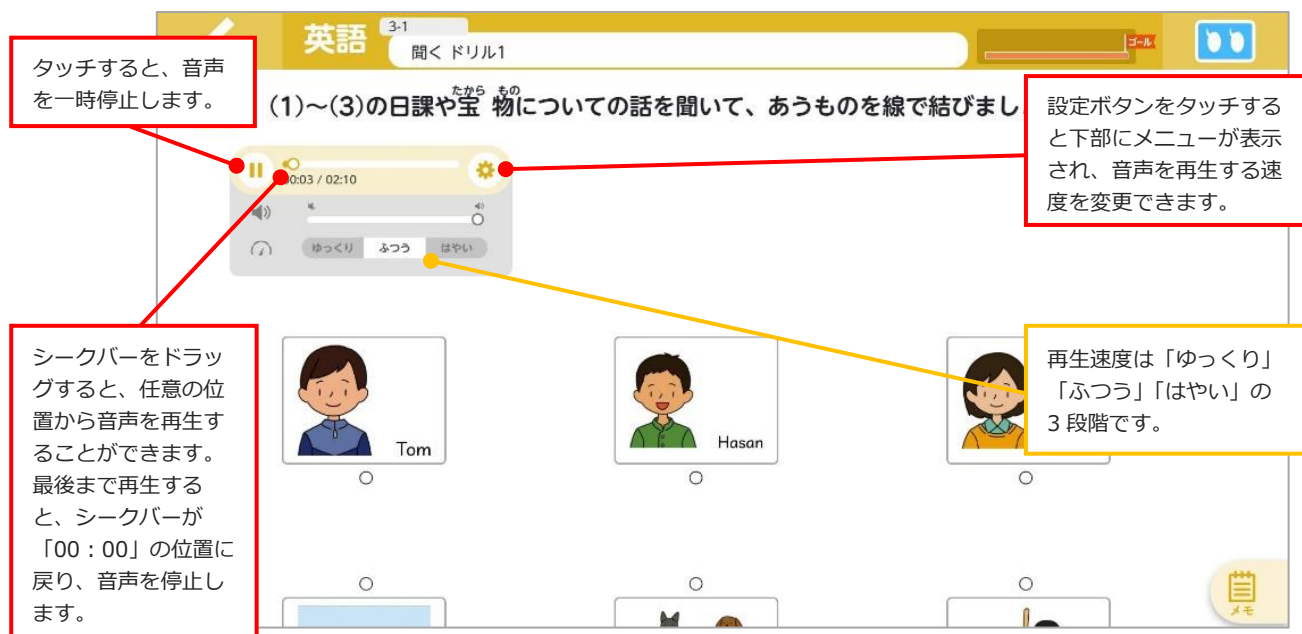 英語
3-1
聞く ドリル1
ゴール
タッチすると、音声
を一時停止します。
たから もの
(1)~(3)の日課や宝 物についての話を聞いて、あうものを線で結びまし
設定ボタンをタッチする
と下部にメニューが表示
され、音声を再生する速
度を変更できます。
00:03 / 02:10
ゆっくり ふつう はやい
シークバーをドラッ
グすると、任意の位
置から音声を再生す
ることができます。
最後まで再生する
と、シークバーが
「00：00」の位置に
戻り、音声を停止し
ます。
再生速度は「ゆっくり」
「ふつう」「はやい」の
3 段階です。
Tom
Hasan
メモ